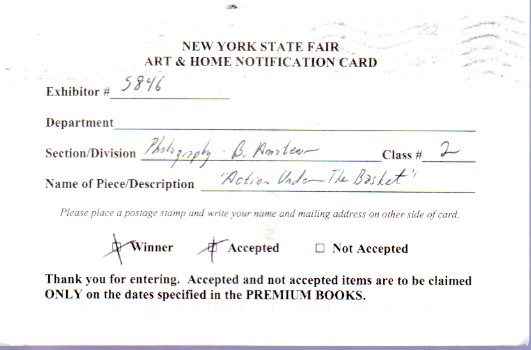 NEW YORK STATE FAIR
ART & HOME NOTIFICATION CARD
Exhibitor # 5846
Department
Section/Division Photography - B. Amateur Class # 2
Name of Piece/Description "Action Under The Basket"
Please place a postage stamp and write your name and mailing address on other side of card.
Winner Accepted Not Accepted
Thank you for entering. Accepted and not accepted items are to be claimed
ONLY on the dates specified in the PREMIUM BOOKS.